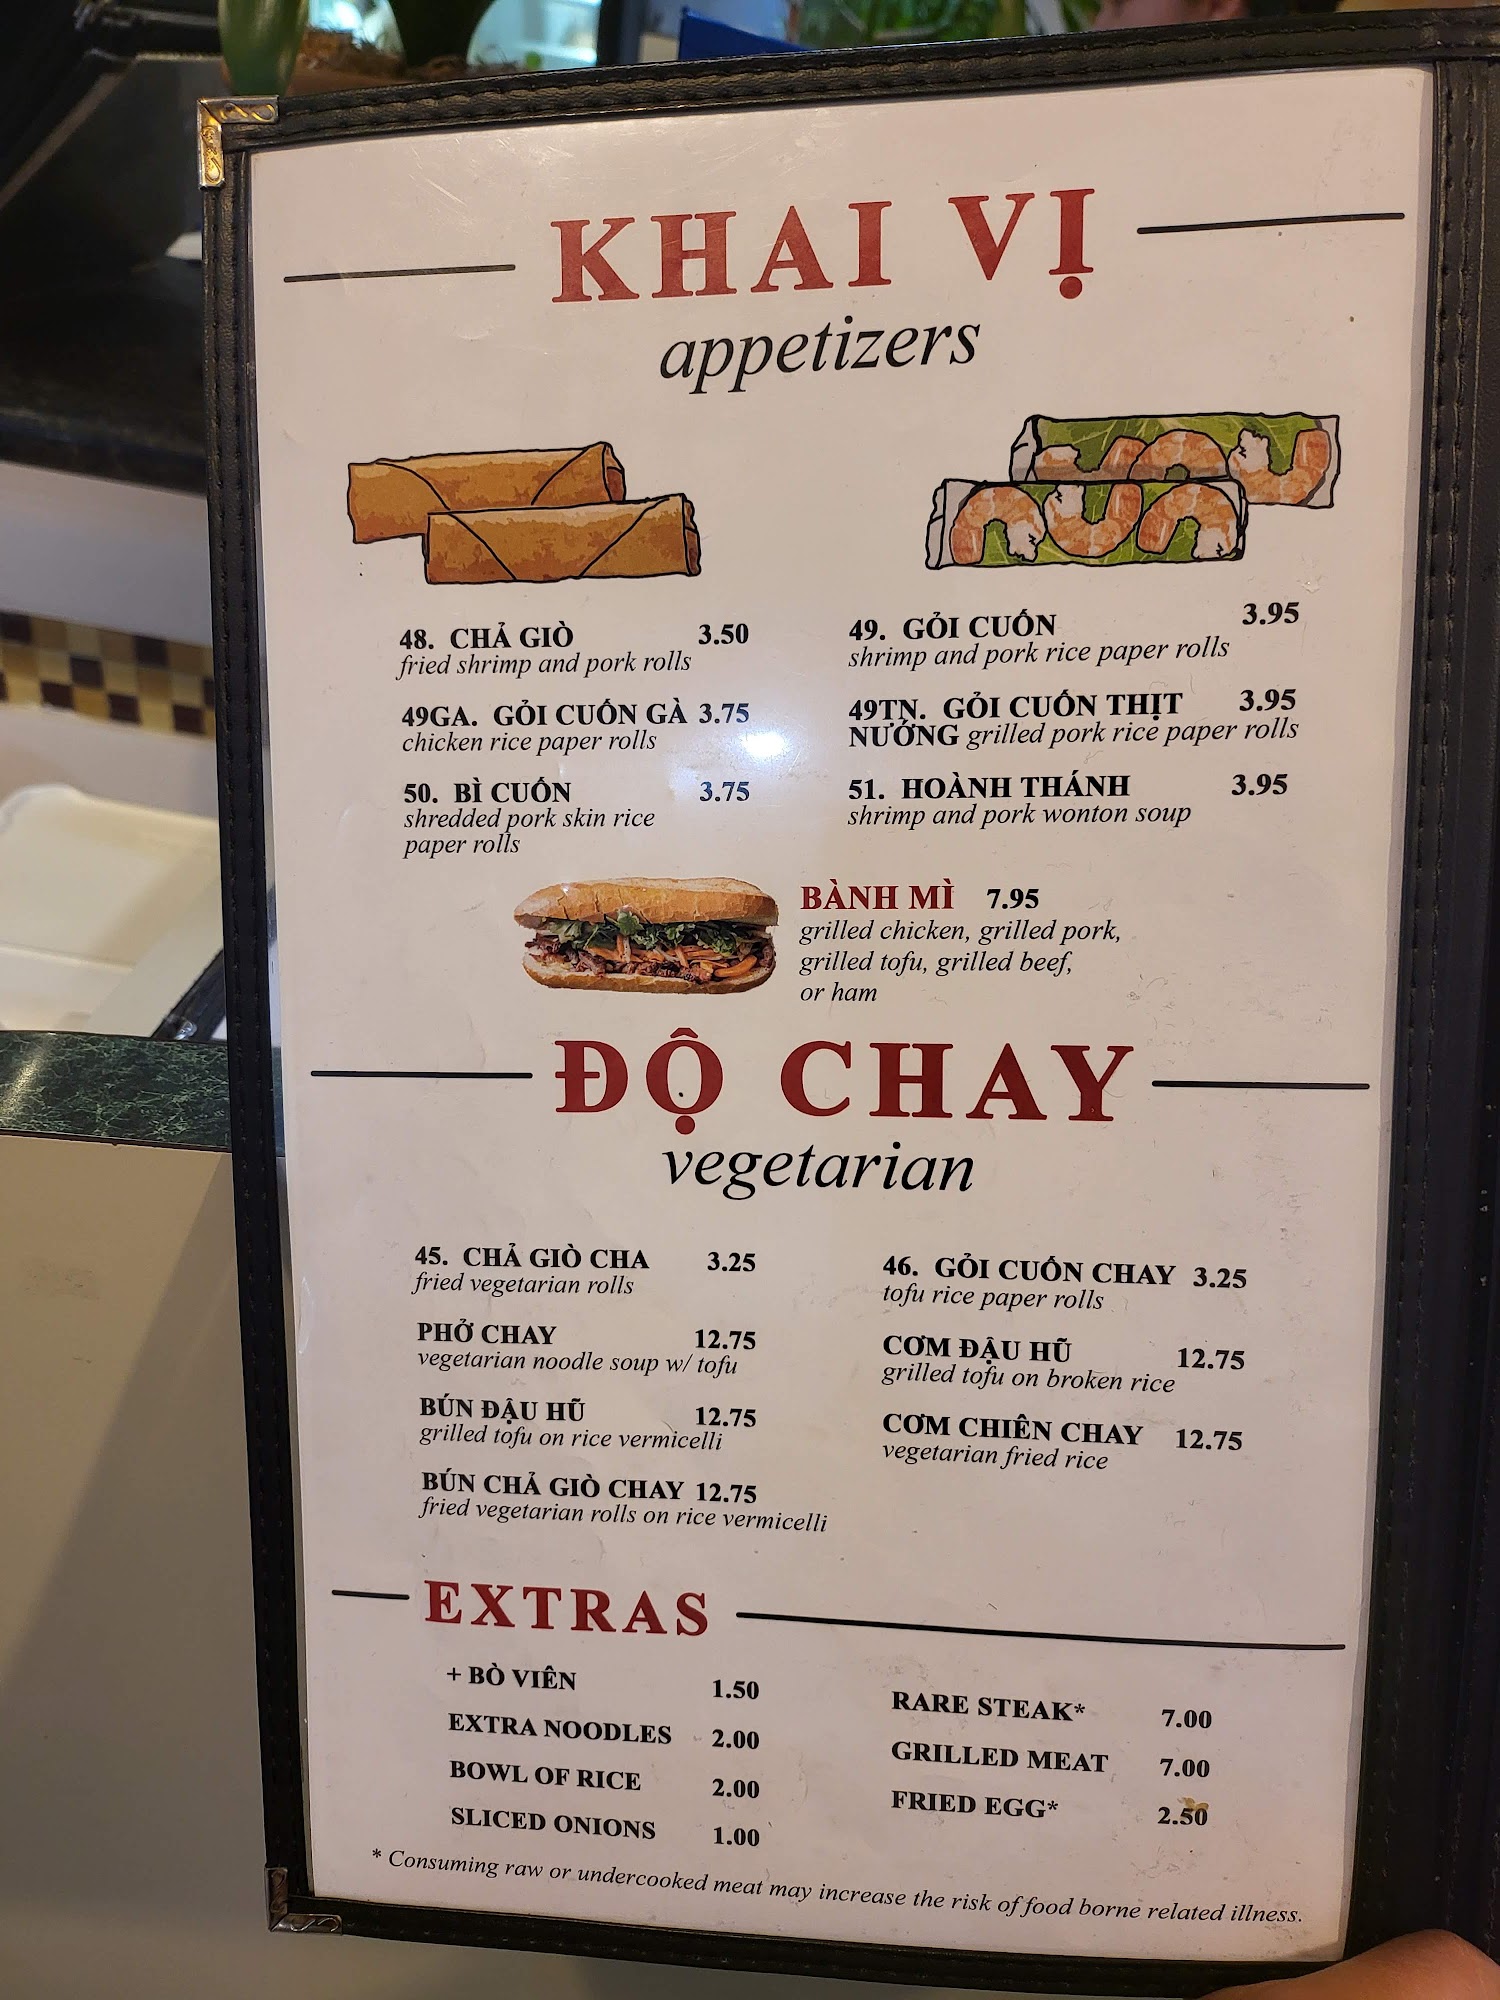 KHAI VỊ
appetizers
48. CHẢ GIÒ 3.50
fried shrimp and pork rolls
49GA. GỎI CUỐN GÀ 3.75
chicken rice paper rolls
50. BÌ CUỐN 3.75
shredded pork skin rice
paper rolls
49. GỎI CUỐN 3.95
shrimp and pork rice paper rolls
49TN. GỎI CUỐN THỊT 3.95
NƯỚNG grilled pork rice paper rolls
51. HOÀNH THÁNH 3.95
shrimp and pork wonton soup
BÀNH MÌ 7.95
grilled chicken, grilled pork,
grilled tofu, grilled beef,
or ham
ĐỘ CHAY
vegetarian
45. CHẢ GIÒ CHA 3.25
fried vegetarian rolls
PHỞ CHAY 12.75
vegetarian noodle soup w/ tofu
BÚN ĐẬU HŨ 12.75
grilled tofu on rice vermicelli
BÚN CHẢ GIÒ CHAY 12.75
fried vegetarian rolls on rice vermicelli
46. GỎI CUỐN CHAY 3.25
tofu rice paper rolls
CƠM ĐẬU HŨ 12.75
grilled tofu on broken rice
CƠM CHIÊN CHAY 12.75
vegetarian fried rice
EXTRAS
+ BÒ VIÊN 1.50
EXTRA NOODLES 2.00
BOWL OF RICE 2.00
SLICED ONIONS 1.00
RARE STEAK* 7.00
GRILLED MEAT 7.00
FRIED EGG* 2.50
* Consuming raw or undercooked meat may increase the risk of food borne related illness.